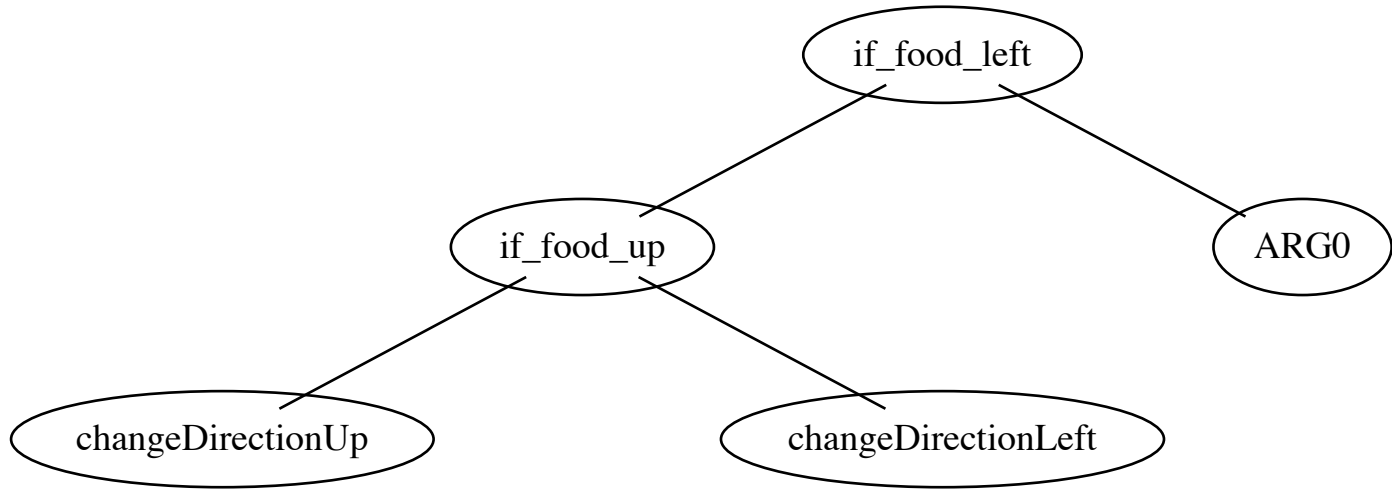 if_food_left
if_food_up
ARG0
changeDirectionUp
changeDirectionLeft